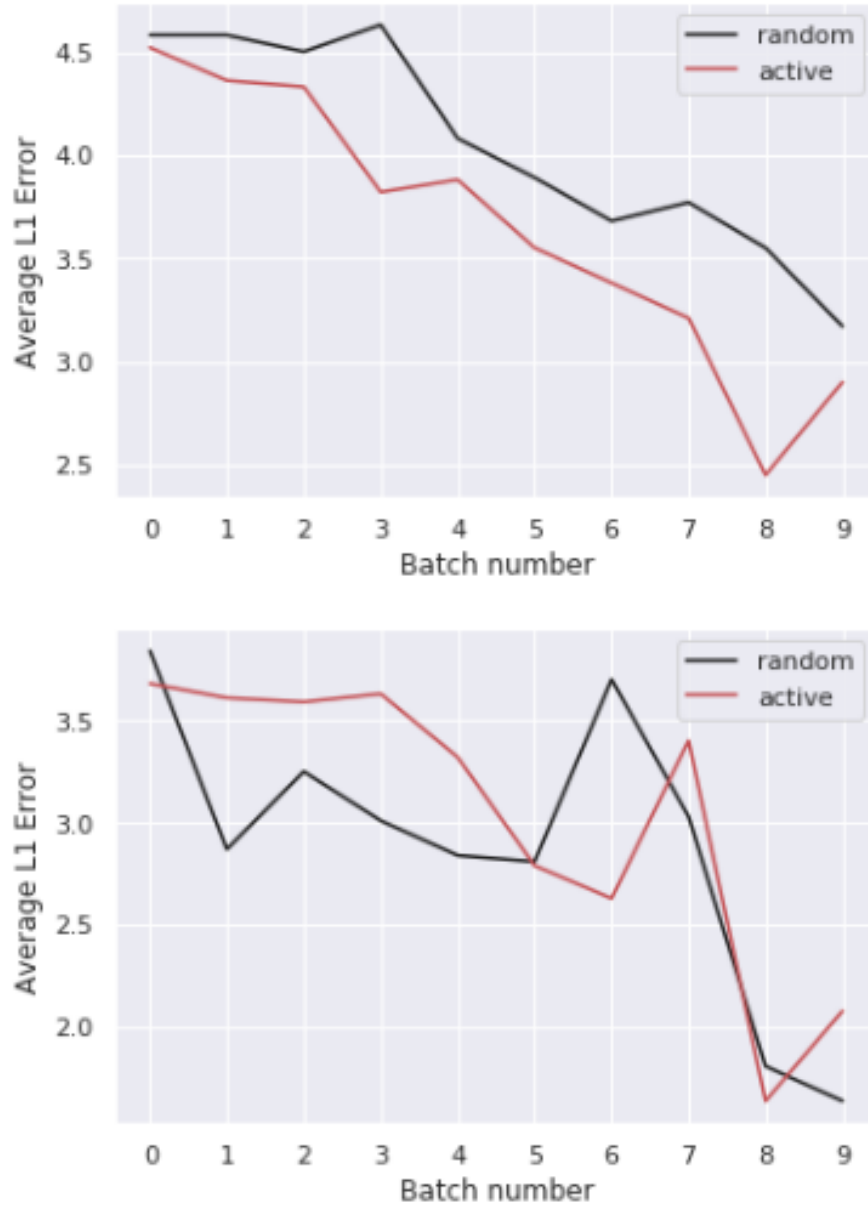 4.5
4.0
3.5
3.0
2.5
Average L1 Error
random
active
0 1 2 3 4 5 6 7 8 9
Batch number
3.5
3.0
2.5
2.0
Average L1 Error
random
active
0 1 2 3 4 5 6 7 8 9
Batch number